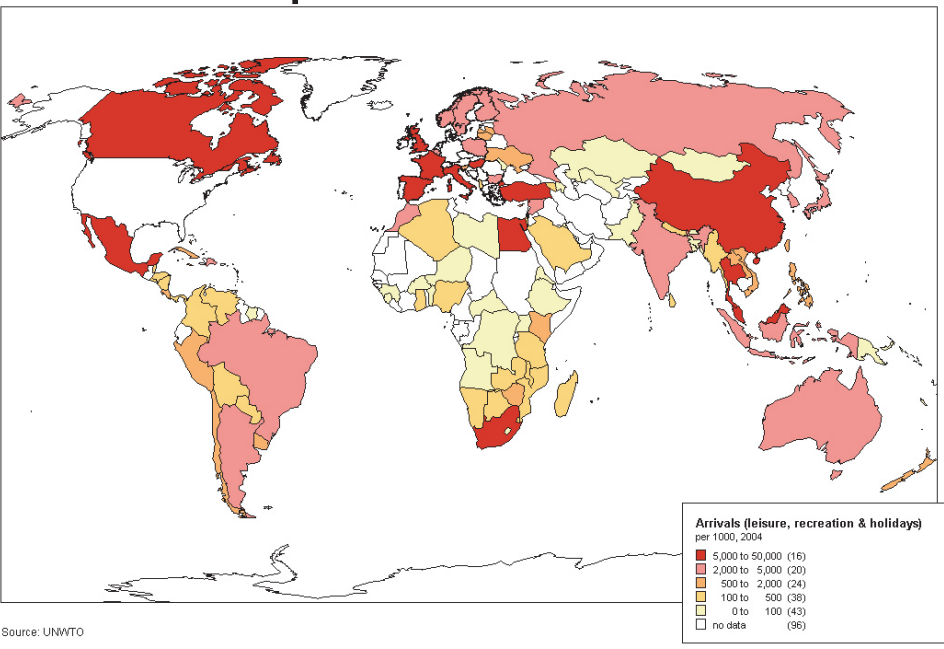 Arrivals (leisure, recreation & holidays)
per 1000, 2004
5,000 to 50,000 (16)
2,000 to 5,000 (20)
500 to 2,000 (24)
100 to 500 (38)
0 to 100 (43)
no data (96)
Source: UNWTO